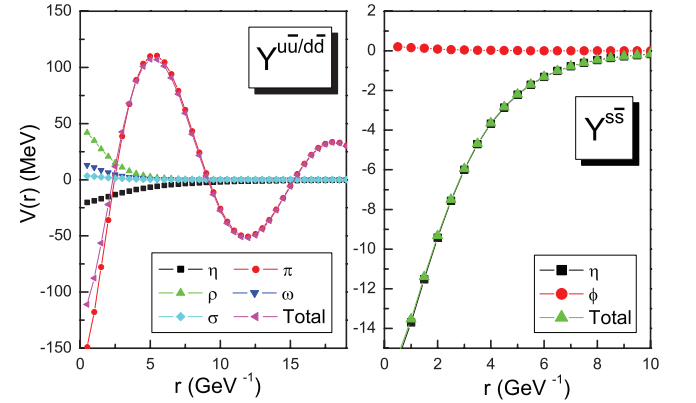 V(r) (MeV)
150
100
50
0
-50
-100
-150
Y^{uū/dd̄}
η
π
ρ
ω
σ
Total
0
5
10
15
r (GeV⁻¹)
2
0
-2
-4
-6
-8
-10
-12
-14
Y^{ss̄}
η
ϕ
Total
0
2
4
6
8
10
r (GeV⁻¹)